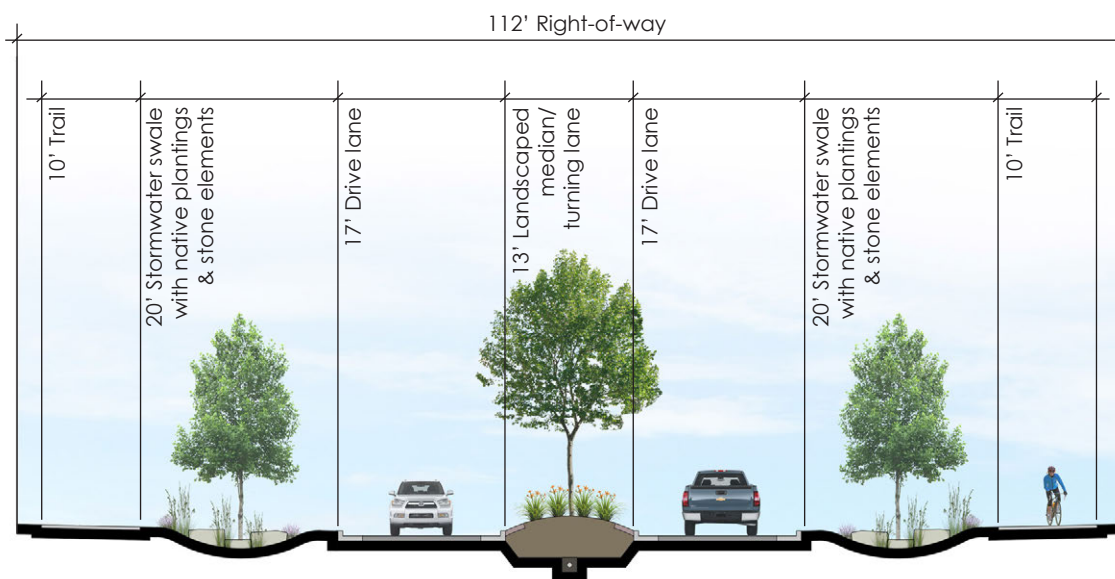 112’ Right-of-way
10’ Trail
20’ Stormwater swale
with native plantings
& stone elements
17’ Drive lane
13’ Landscaped
median/
turning lane
17’ Drive lane
20’ Stormwater swale
with native plantings
& stone elements
10’ Trail